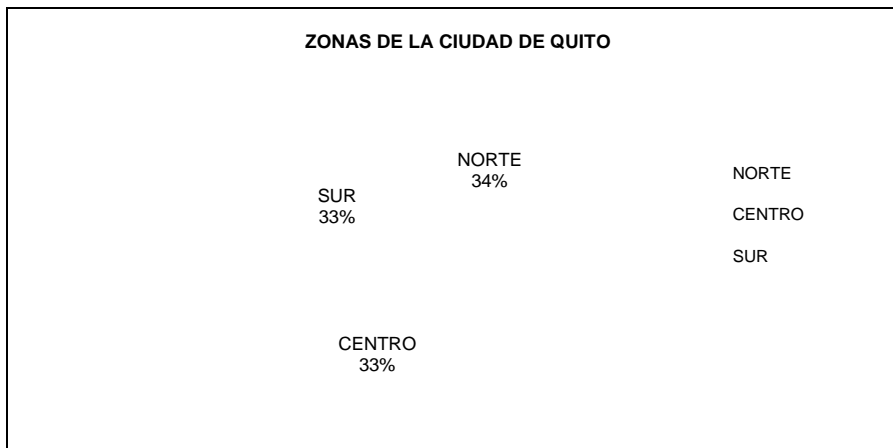 ZONAS DE LA CIUDAD DE QUITO
NORTE
34%
SUR
33%
CENTRO
33%
NORTE
CENTRO
SUR